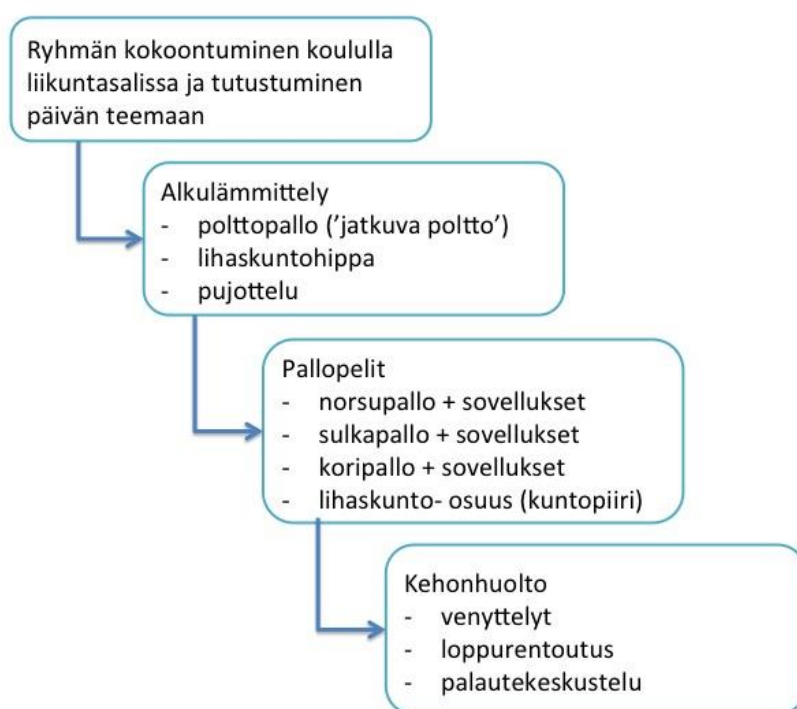 Ryhmän kokoontuminen koululla
liikuntasalissa ja tutustuminen
päivän teemaan
Alkulämmittely
- polttopallo (’jatkuva poltto’)
- lihaskuntohippa
- pujottelu
Pallopelit
- norsupallo + sovellukset
- sulkapallo + sovellukset
- koripallo + sovellukset
- lihaskunto- osuus (kuntopiiri)
Kehonhuolto
- venyttelyt
- loppurentoutus
- palautekeskustelu